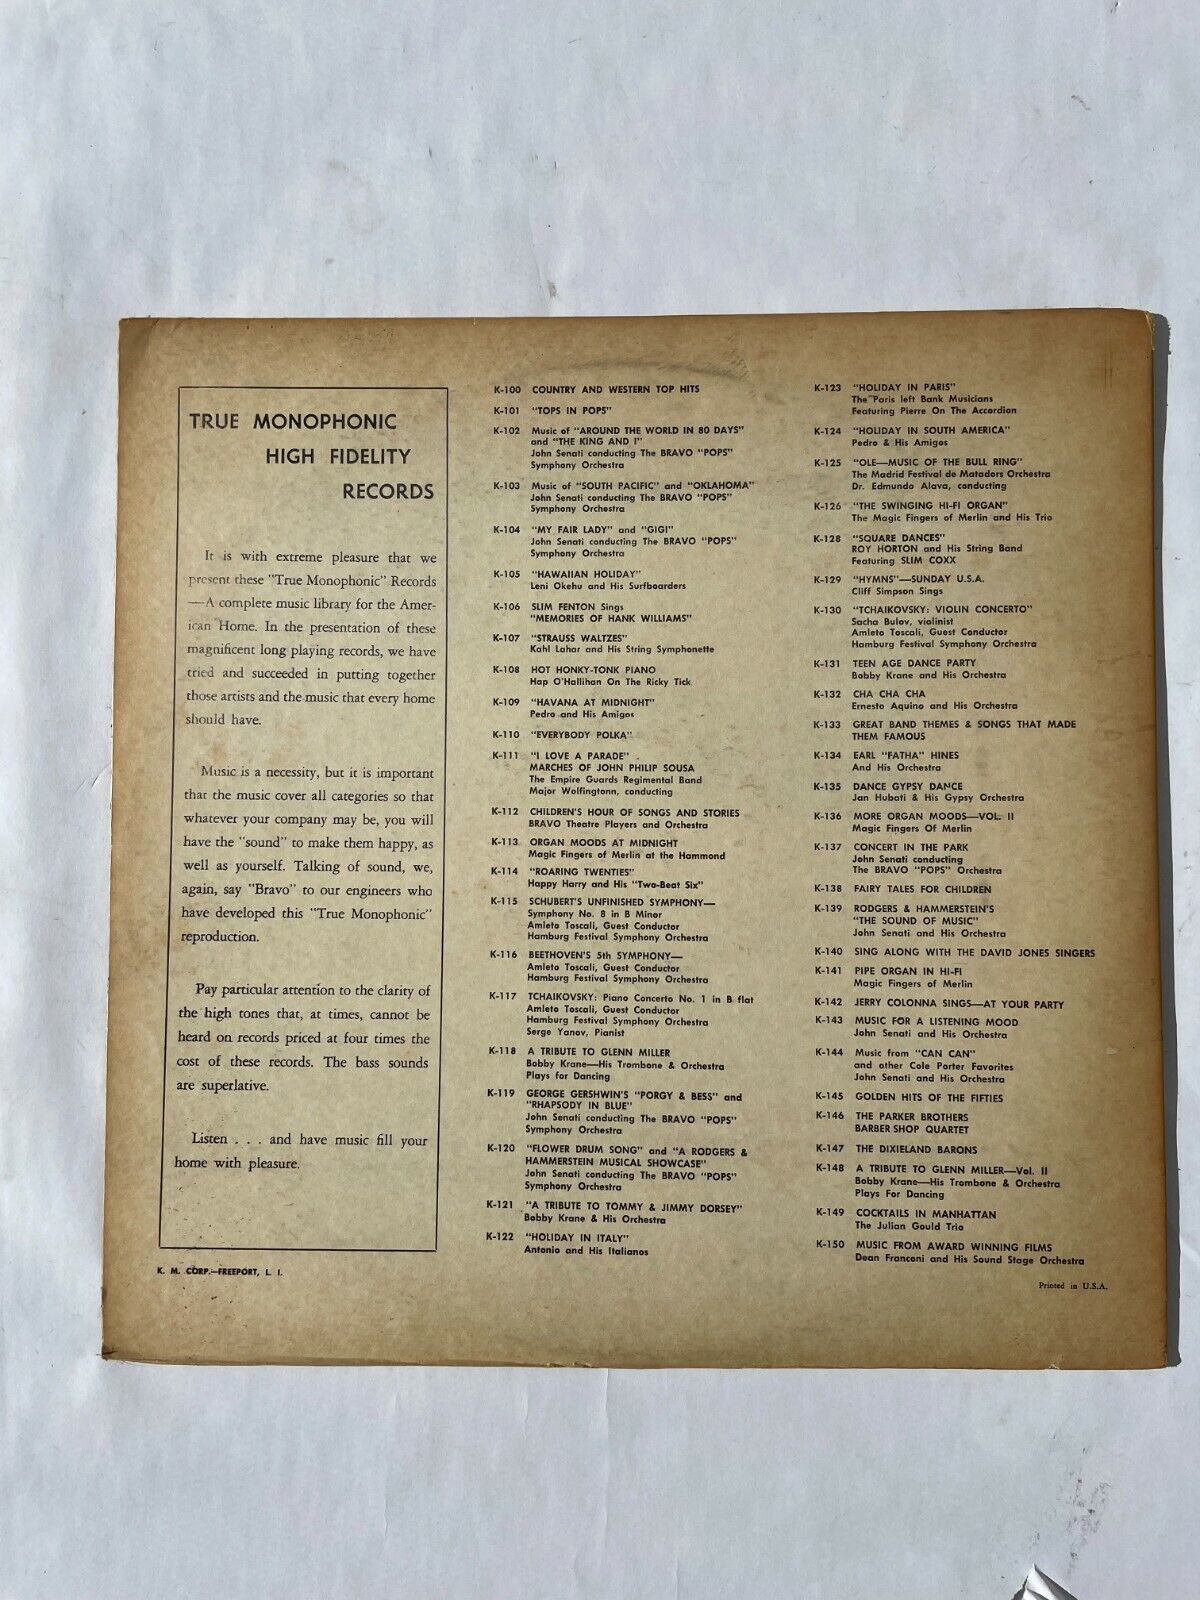 TRUE MONOPHONIC
HIGH FIDELITY
RECORDS
It is with extreme pleasure that we
present these "True Monophonic" Records
—A complete music library for the Amer-
ican Home. In the presentation of these
magnificent long playing records, we have
tried and succeeded in putting together
those artists and the music that every home
should have.
Music is a necessity, but it is important
that the music cover all categories so that
whatever your company may be, you will
have the "sound" to make them happy, as
well as yourself. Talking of sound, we,
again, say "Bravo" to our engineers who
have developed this "True Monophonic"
reproduction.
Pay particular attention to the clarity of
the high tones that, at times, cannot be
heard on records priced at four times the
cost of these records. The bass sounds
are superlative.
Listen . . . and have music fill your
home with pleasure.
K. M. CORP.—FREEPORT, L. I.
K-100 COUNTRY AND WESTERN TOP HITS
K-101 "TOPS IN POPS"
K-102 Music of "AROUND THE WORLD IN 80 DAYS"
and "THE KING AND I"
John Senati conducting The BRAVO "POPS"
Symphony Orchestra
K-103 Music of "SOUTH PACIFIC" and "OKLAHOMA"
John Senati conducting The BRAVO "POPS"
Symphony Orchestra
K-104 "MY FAIR LADY" and "GIGI"
John Senati conducting The BRAVO "POPS"
Symphony Orchestra
K-105 "HAWAIIAN HOLIDAY"
Leni Okehu and His Surfboarders
K-106 SLIM FENTON Sings
"MEMORIES OF HANK WILLIAMS"
K-107 "STRAUSS WALTZES"
Kahl Lahar and His String Symphonette
K-108 HOT HONKY-TONK PIANO
Hap O'Hallihan On The Ricky Tick
K-109 "HAVANA AT MIDNIGHT"
Pedro and His Amigos
K-110 "EVERYBODY POLKA"
K-111 "I LOVE A PARADE"
MARCHES OF JOHN PHILIP SOUSA
The Empire Guards Regimental Band
Major Wolfingtonn, conducting
K-112 CHILDREN'S HOUR OF SONGS AND STORIES
BRAVO Theatre Players and Orchestra
K-113 ORGAN MOODS AT MIDNIGHT
Magic Fingers of Merlin at the Hammond
K-114 "ROARING TWENTIES"
Happy Harry and His "Two-Beat Six"
K-115 SCHUBERT'S UNFINISHED SYMPHONY—
Symphony No. 8 in B Minor
Amleto Toscali, Guest Conductor
Hamburg Festival Symphony Orchestra
K-116 BEETHOVEN'S 5th SYMPHONY—
Amleto Toscali, Guest Conductor
Hamburg Festival Symphony Orchestra
K-117 TCHAIKOVSKY: Piano Concerto No. 1 in B flat
Amleto Toscali, Guest Conductor
Hamburg Festival Symphony Orchestra
Serge Yanov, Pianist
K-118 A TRIBUTE TO GLENN MILLER
Bobby Krane—His Trombone & Orchestra
Plays for Dancing
K-119 GEORGE GERSHWIN'S "PORGY & BESS" and
"RHAPSODY IN BLUE"
John Senati conducting The BRAVO "POPS"
Symphony Orchestra
K-120 "FLOWER DRUM SONG" and "A RODGERS &
HAMMERSTEIN MUSICAL SHOWCASE"
John Senati conducting The BRAVO "POPS"
Symphony Orchestra
K-121 "A TRIBUTE TO TOMMY & JIMMY DORSEY"
Bobby Krane & His Orchestra
K-122 "HOLIDAY IN ITALY"
Antonio and His Italianos
K-123 "HOLIDAY IN PARIS"
The Paris left Bank Musicians
Featuring Pierre On The Accordion
K-124 "HOLIDAY IN SOUTH AMERICA"
Pedro & His Amigos
K-125 "OLE—MUSIC OF THE BULL RING"
The Madrid Festival de Matadors Orchestra
Dr. Edmundo Alava, conducting
K-126 "THE SWINGING HI-FI ORGAN"
The Magic Fingers of Merlin and His Trio
K-128 "SQUARE DANCES"
ROY HORTON and His String Band
Featuring SLIM COXX
K-129 "HYMNS"—SUNDAY U.S.A.
Cliff Simpson Sings
K-130 "TCHAIKOVSKY: VIOLIN CONCERTO"
Sacha Bulov, violinist
Amleto Toscali, Guest Conductor
Hamburg Festival Symphony Orchestra
K-131 TEEN AGE DANCE PARTY
Bobby Krane and His Orchestra
K-132 CHA CHA CHA
Ernesto Aquino and His Orchestra
K-133 GREAT BAND THEMES & SONGS THAT MADE
THEM FAMOUS
K-134 EARL "FATHA" HINES
And His Orchestra
K-135 DANCE GYPSY DANCE
Jan Hubati & His Gypsy Orchestra
K-136 MORE ORGAN MOODS—VOL. II
Magic Fingers Of Merlin
K-137 CONCERT IN THE PARK
John Senati conducting
The BRAVO "POPS" Orchestra
K-138 FAIRY TALES FOR CHILDREN
K-139 RODGERS & HAMMERSTEIN'S
"THE SOUND OF MUSIC"
John Senati and His Orchestra
K-140 SING ALONG WITH THE DAVID JONES SINGERS
K-141 PIPE ORGAN IN HI-FI
Magic Fingers of Merlin
K-142 JERRY COLONNA SINGS—AT YOUR PARTY
K-143 MUSIC FOR A LISTENING MOOD
John Senati and His Orchestra
K-144 Music from "CAN CAN"
and other Cole Porter Favorites
John Senati and His Orchestra
K-145 GOLDEN HITS OF THE FIFTIES
K-146 THE PARKER BROTHERS
BARBER SHOP QUARTET
K-147 THE DIXIELAND BARONS
K-148 A TRIBUTE TO GLENN MILLER—Vol. II
Bobby Krane—His Trombone & Orchestra
Plays For Dancing
K-149 COCKTAILS IN MANHATTAN
The Julian Gould Trio
K-150 MUSIC FROM AWARD WINNING FILMS
Dean Franconi and His Sound Stage Orchestra
Printed in U.S.A.